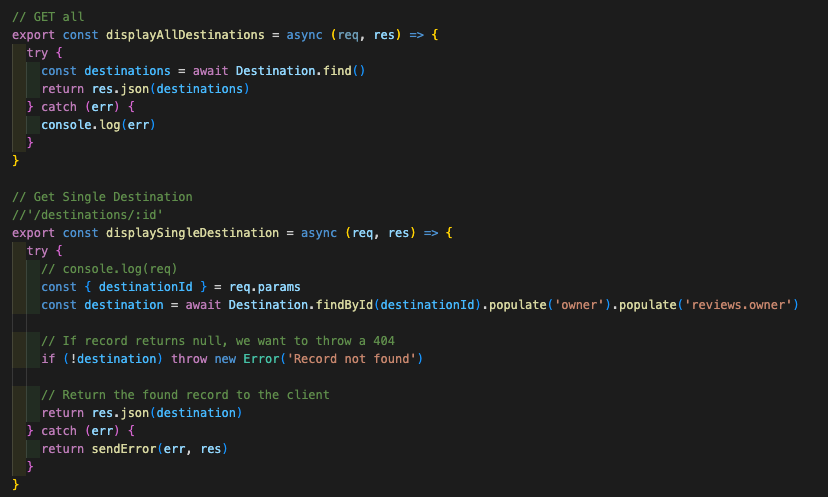 // GET all
export const displayAllDestinations = async (req, res) => {
  try {
    const destinations = await Destination.find()
    return res.json(destinations)
  } catch (err) {
    console.log(err)
  }
}

// Get Single Destination
//'/destinations/:id'
export const displaySingleDestination = async (req, res) => {
  try {
    // console.log(req)
    const { destinationId } = req.params
    const destination = await Destination.findById(destinationId).populate('owner').populate('reviews.owner')

    // If record returns null, we want to throw a 404
    if (!destination) throw new Error('Record not found')

    // Return the found record to the client
    return res.json(destination)
  } catch (err) {
    return sendError(err, res)
  }
}